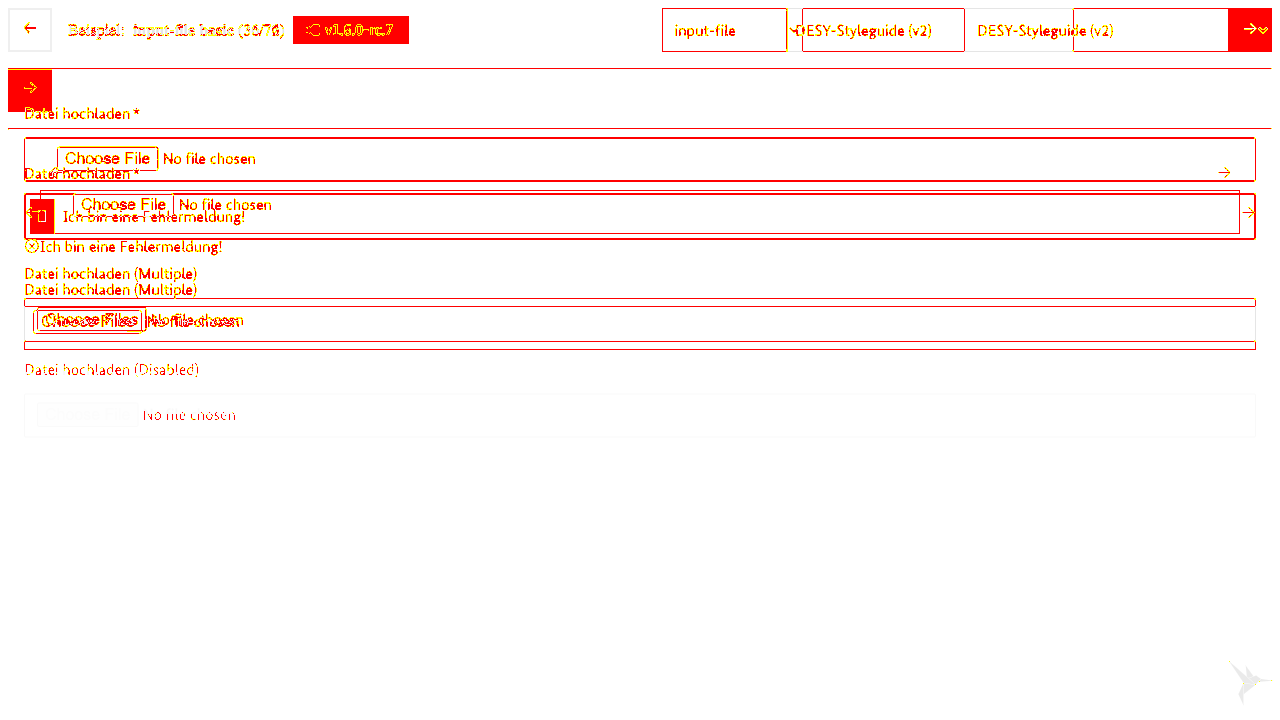 Beispiel: input-file basic (36/76) v1.6.0-rc.7 input-file DESY-Styleguide (v2) DESY-Styleguide (v2)
Datei hochladen *
Choose File No file chosen
Datei hochladen *
Choose File No file chosen
Ich bin eine Fehlermeldung!
Ich bin eine Fehlermeldung!
Datei hochladen (Multiple)
Datei hochladen (Multiple)
Choose Files No file chosen
Datei hochladen (Disabled)
No file chosen